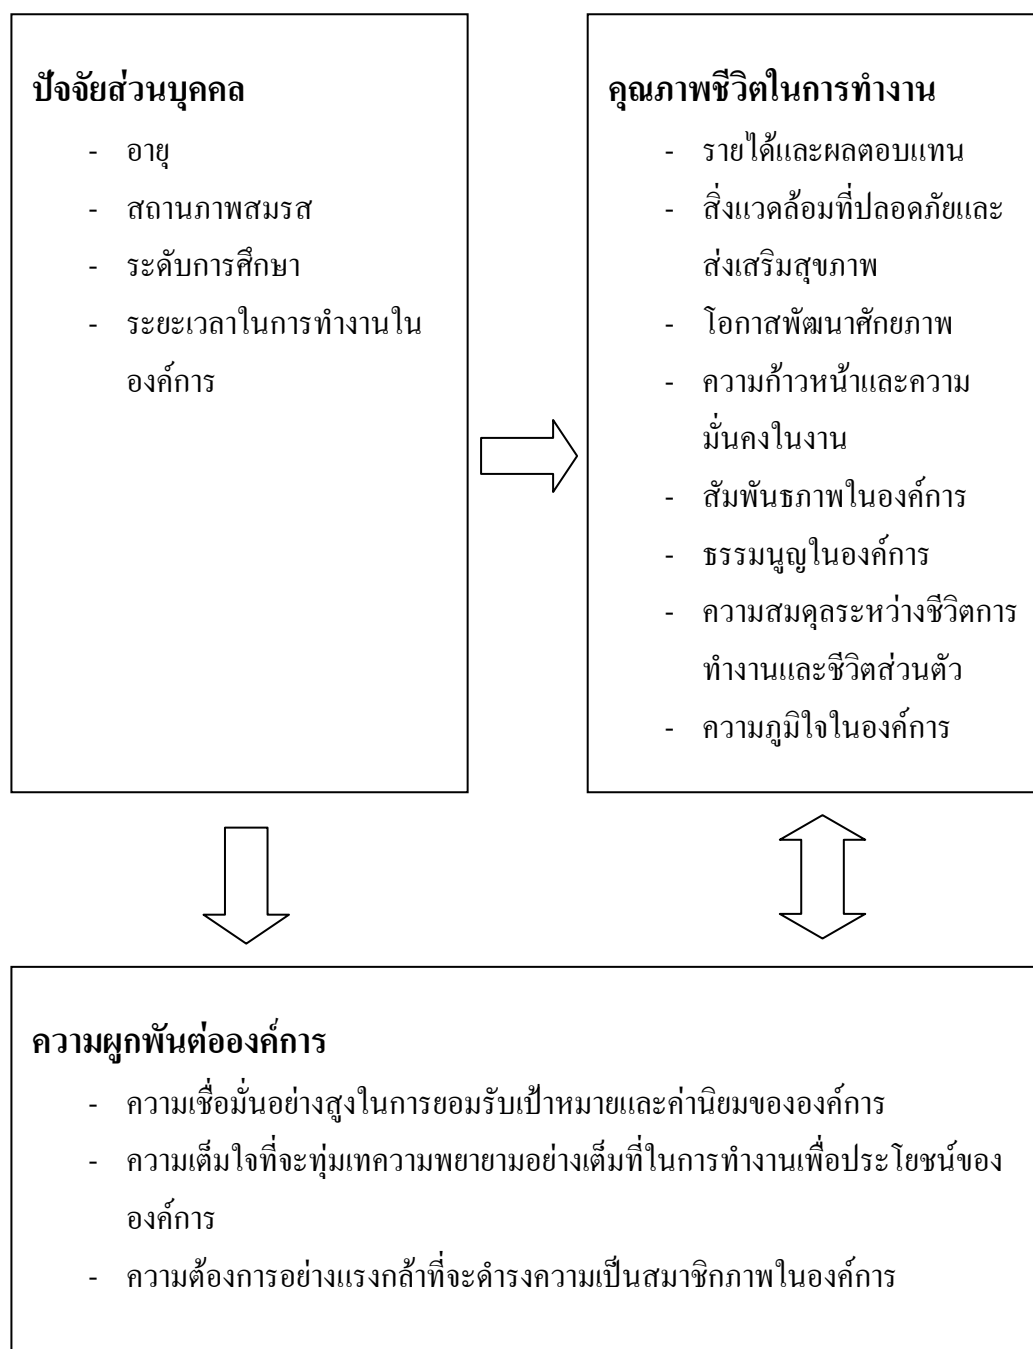 ปัจจัยส่วนบุคคล
- อายุ
- สถานภาพสมรส
- ระดับการศึกษา
- ระยะเวลาในการทำงานใน
องค์การ
คุณภาพชีวิตในการทำงาน
- รายได้และผลตอบแทน
- สิ่งแวดล้อมที่ปลอดภัยและ
ส่งเสริมสุขภาพ
- โอกาสพัฒนาศักยภาพ
- ความก้าวหน้าและความ
มั่นคงในงาน
- สัมพันธภาพในองค์การ
- ธรรมนูญในองค์การ
- ความสมดุลระหว่างชีวิตการ
ทำงานและชีวิตส่วนตัว
- ความภูมิใจในองค์การ
ความผูกพันต่อองค์การ
- ความเชื่อมั่นอย่างสูงในการยอมรับเป้าหมายและค่านิยมขององค์การ
- ความเต็มใจที่จะทุ่มเทความพยายามอย่างเต็มที่ในการทำงานเพื่อประโยชน์ของ
องค์การ
- ความต้องการอย่างแรงกล้าที่จะดำรงความเป็นสมาชิกภาพในองค์การ